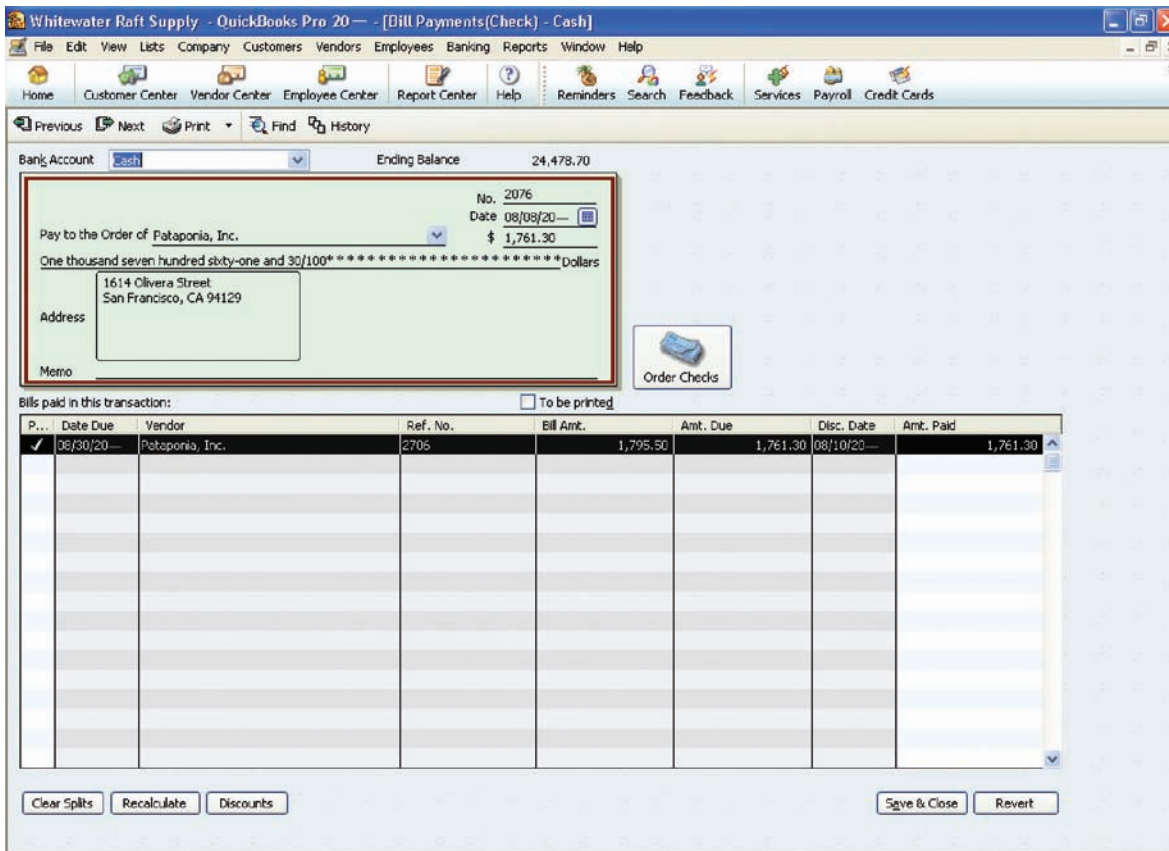 Whitewater Raft Supply - QuickBooks Pro 20— - [Bill Payments(Check) - Cash]
File Edit View Lists Company Customers Vendors Employees Banking Reports Window Help
Home Customer Center Vendor Center Employee Center Report Center Help Reminders Search Feedback Services Payroll Credit Cards
Previous Next Print Find History
Bank Account Cash Ending Balance 24,478.70
No. 2076
Date 08/08/20—
Pay to the Order of Pataponia, Inc. $ 1,761.30
One thousand seven hundred sixty-one and 30/100* * * * * * * * * * * * * * * * * * * * * * * *Dollars
1614 Olivera Street
San Francisco, CA 94129
Address
Memo
Order Checks
Bills paid in this transaction: To be printed
P... Date Due Vendor Ref. No. Bill Amt. Amt. Due Disc. Date Amt. Paid
08/30/20— Pataponia, Inc. 2706 1,795.50 1,761.30 08/10/20— 1,761.30
Clear Splits Recalculate Discounts Save & Close Revert